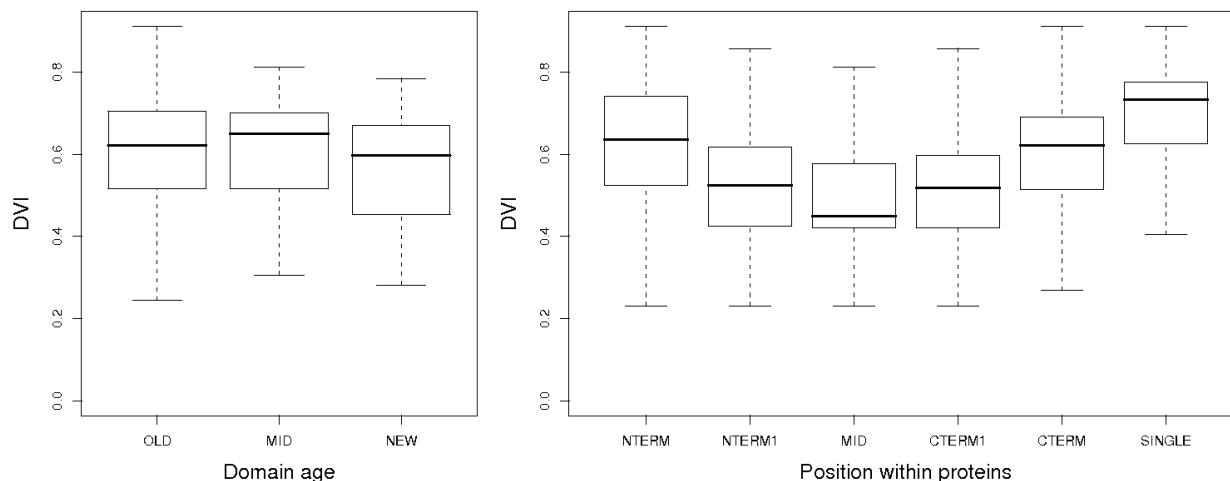 DVI
0.8
0.6
0.4
0.2
0.0
OLD MID NEW
Domain age
DVI
0.8
0.6
0.4
0.2
0.0
NTERM NTERM1 MID CTERM1 CTERM SINGLE
Position within proteins